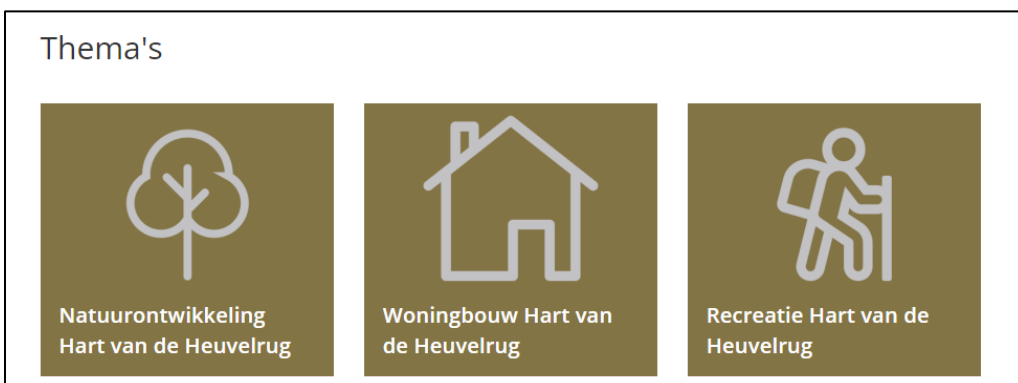 Thema's
Natuurontwikkeling
Hart van de Heuvelrug
Woningbouw Hart van
de Heuvelrug
Recreatie Hart van de
Heuvelrug